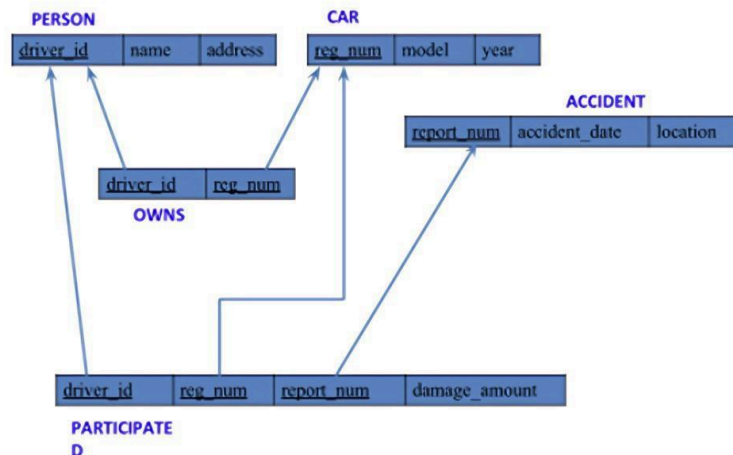 PERSON
CAR
driver_id name address
reg_num model year
ACCIDENT
report_num accident_date location
driver_id reg_num
OWNS
driver_id reg_num report_num damage_amount
PARTICIPATE
D